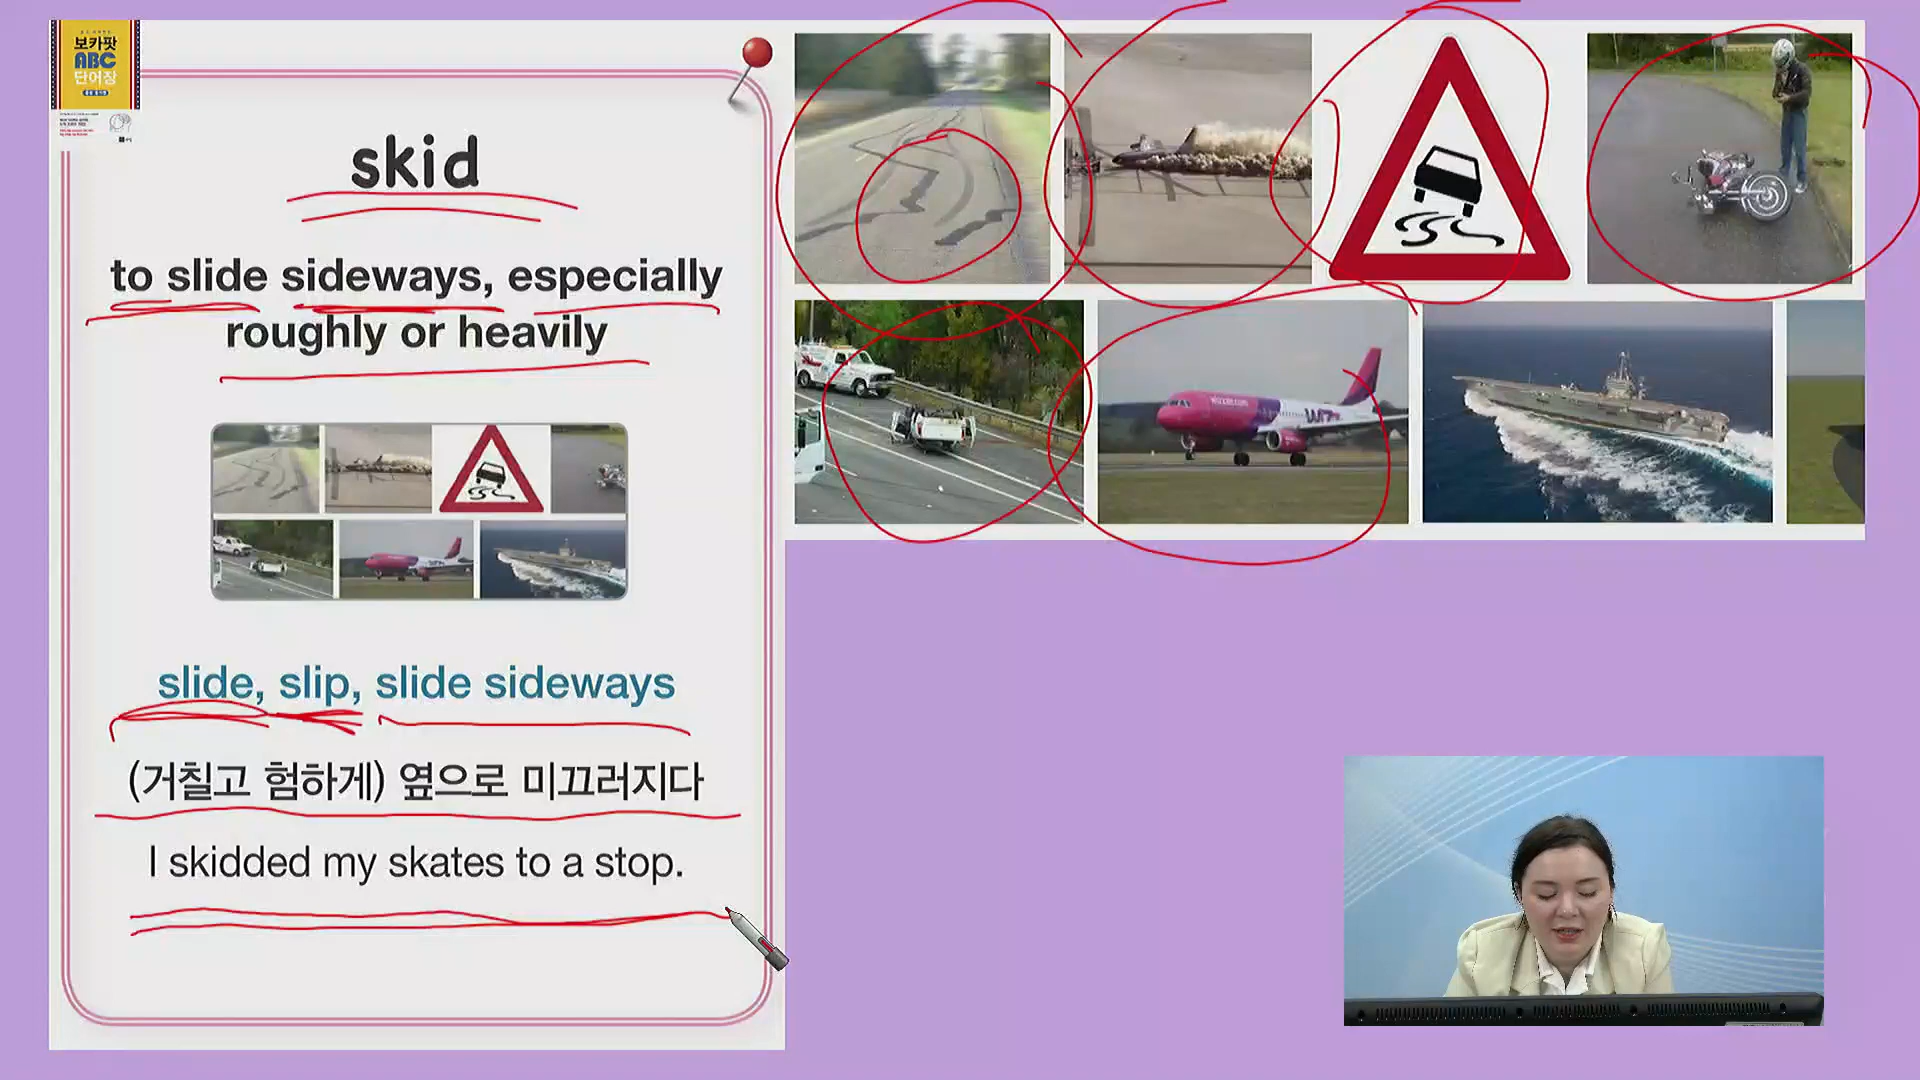 보카팟
ABC
단어장
skid
to slide sideways, especially
roughly or heavily
slide, slip, slide sideways
(거칠고 험하게) 옆으로 미끄러지다
I skidded my skates to a stop.